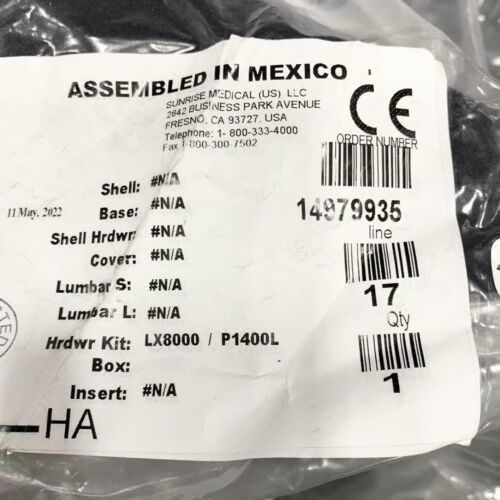 ASSEMBLED IN MEXICO
SUNRISE MEDICAL (US) LLC
2842 BUSINESS PARK AVENUE
FRESNO, CA 93727. USA
Telephone: 1- 800-333-4000
Fax 1-800-300-7502
CE
ORDER NUMBER
14979935
line
17
Qty
1
11 May, 2022
Shell: #N/A
Base: #N/A
Shell Hrdwr: #N/A
Cover: #N/A
Lumbar S: #N/A
Lumbar L: #N/A
Hrdwr Kit: LX8000 / P1400L
Box:
Insert: #N/A
HA